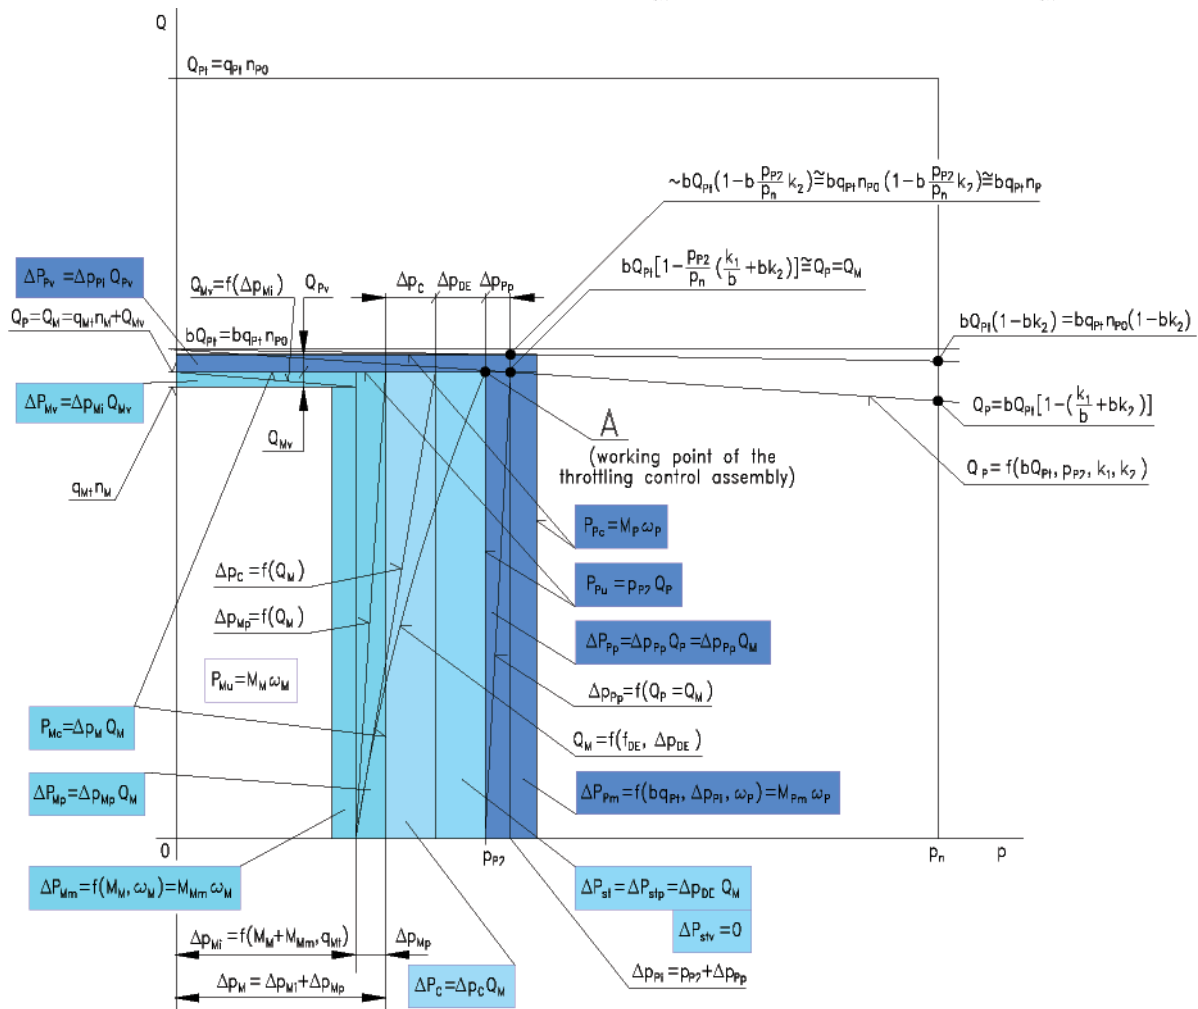 Q
Q_Pt = q_Pt n_P0
~bQ_Pt(1−b p_P2/p_n k_2)≅bq_Pt n_P0 (1−b p_P2/p_n k_2)≅bq_Pt n_P
bQ_Pt[1−p_P2/p_n (k_1/b+bk_2)]≅Q_P=Q_M
ΔP_Pv =Δp_Pi Q_Pv
Q_Mv=f(Δp_Mi)
Q_Pv
Δp_C
Δp_DE
Δp_Pp
Q_P=Q_M=q_Mt n_M+Q_Mv
bQ_Pt=bq_Pt n_P0
bQ_Pt(1−bk_2)=bq_Pt n_P0(1−bk_2)
ΔP_Mv=Δp_Mi Q_Mv
Q_P=bQ_Pt[1−(k_1/b+bk_2)]
Q_Mv
A
(working point of the
throttling control assembly)
Q_P=f(bQ_Pt, p_P2, k_1, k_2)
q_Mt n_M
P_Pc=M_P ω_P
Δp_C=f(Q_M)
P_Pu=p_P2 Q_P
Δp_Mp=f(Q_M)
ΔP_Pp=Δp_Pp Q_P=Δp_Pp Q_M
P_Mu=M_M ω_M
Δp_Pp=f(Q_P=Q_M)
P_Mc=Δp_M Q_M
Q_M=f(f_DE, Δp_DE)
ΔP_Mp=Δp_Mp Q_M
ΔP_Pm=f(bq_Pt, Δp_Pi, ω_P)=M_Pm ω_P
0
p_P2
p_n
p
ΔP_Mm=f(M_M, ω_M)=M_Mm ω_M
ΔP_st=ΔP_stp=Δp_DE Q_M
ΔP_stv=0
Δp_Mi=f(M_M+M_Mm, q_Mt)
Δp_Mp
Δp_M=Δp_Mi+Δp_Mp
ΔP_C=Δp_C Q_M
Δp_Pi=p_P2+Δp_Pp